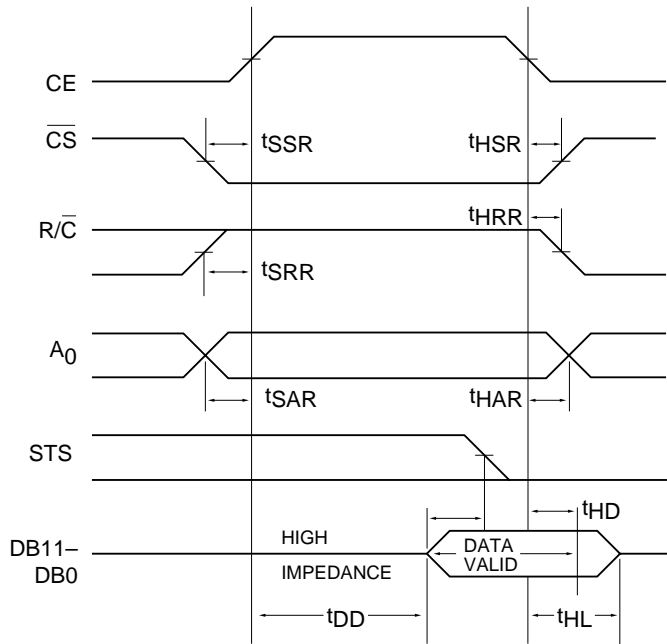 CE
CS
tSSR
tHSR
R/C
tHRR
tSRR
A0
tSAR
tHAR
STS
tHD
DB11–
DB0
HIGH
IMPEDANCE
DATA
VALID
tDD
tHL